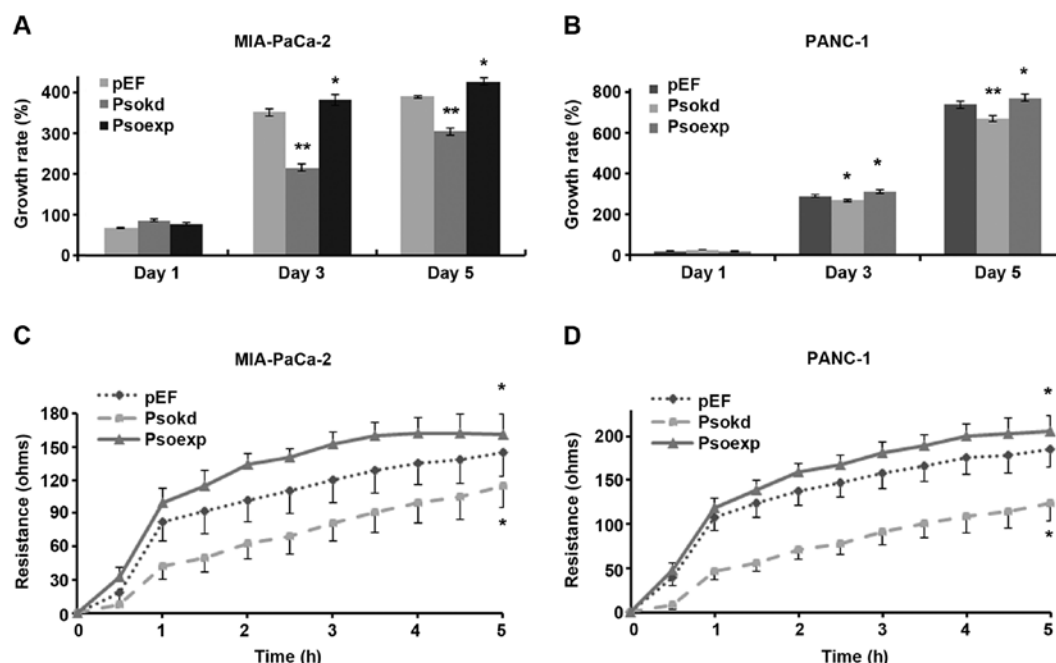 A
MIA-PaCa-2
pEF
Psokd
Psoexp
Growth rate (%)
400
300
200
100
0
**
*
**
*
Day 1
Day 3
Day 5
B
PANC-1
pEF
Psokd
Psoexp
Growth rate (%)
800
600
400
200
0
*
*
**
*
Day 1
Day 3
Day 5
C
MIA-PaCa-2
pEF
Psokd
Psoexp
Resistance (ohms)
180
150
120
90
60
30
0
*
*
0 1 2 3 4 5
Time (h)
D
PANC-1
pEF
Psokd
Psoexp
Resistance (ohms)
200
150
100
50
0
*
*
0 1 2 3 4 5
Time (h)